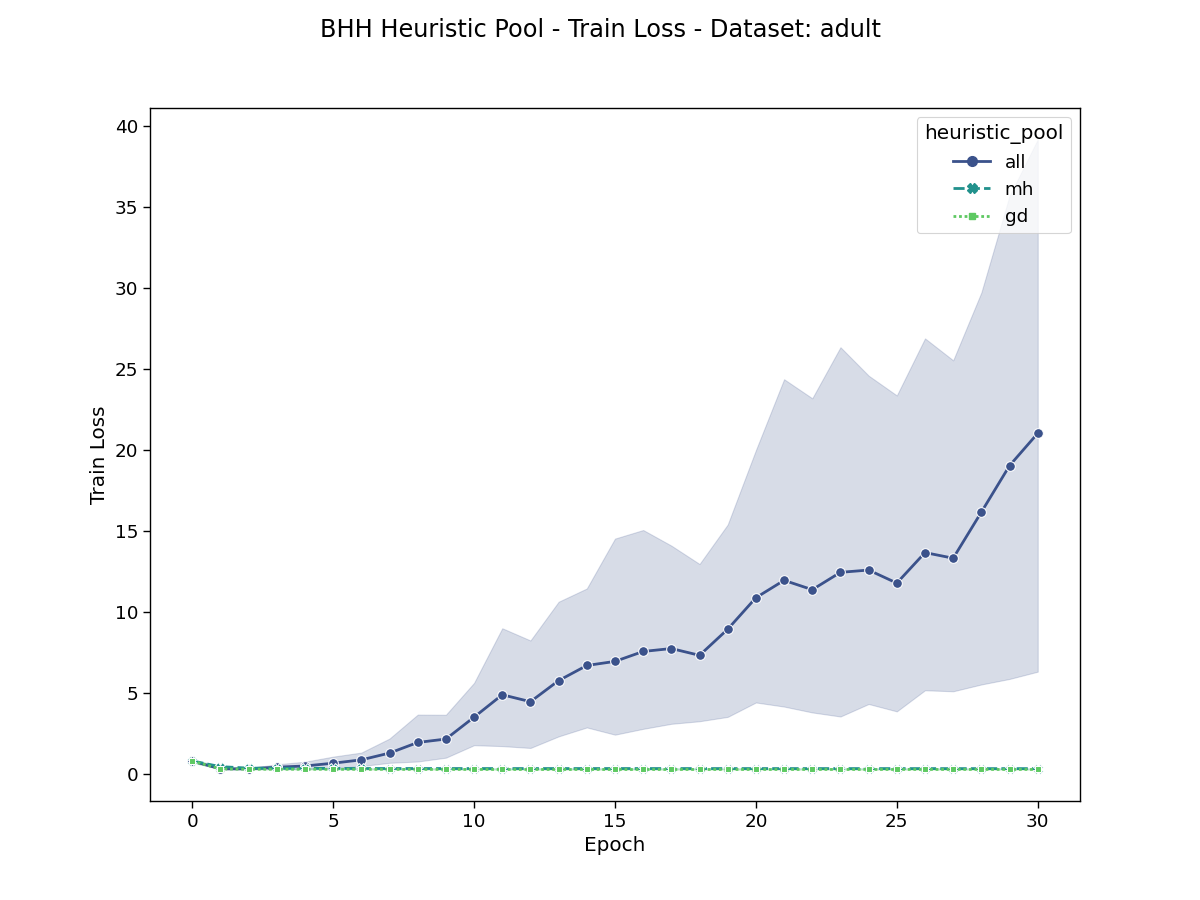 BHH Heuristic Pool - Train Loss - Dataset: adult
40
35
30
25
20
15
10
5
0
Train Loss
heuristic_pool
all
mh
gd
0 5 10 15 20 25 30
Epoch